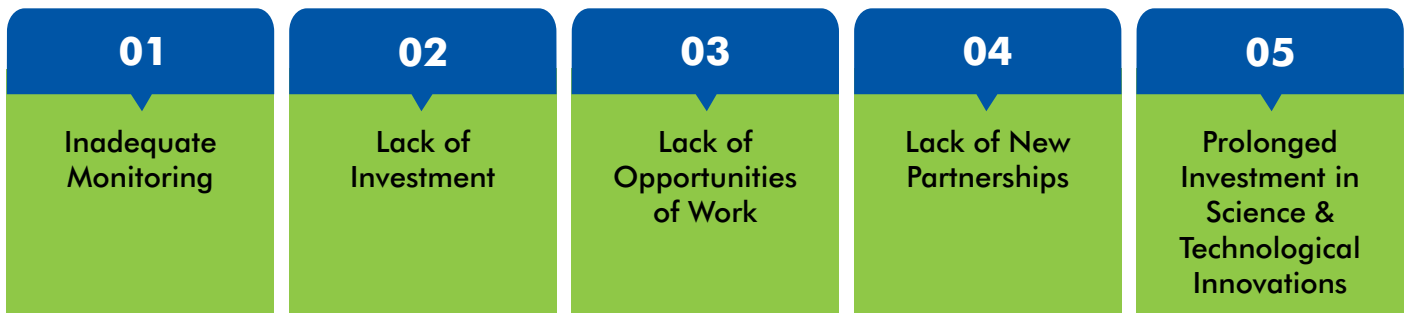 01
Inadequate
Monitoring
02
Lack of
Investment
03
Lack of
Opportunities
of Work
04
Lack of New
Partnerships
05
Prolonged
Investment in
Science &
Technological
Innovations